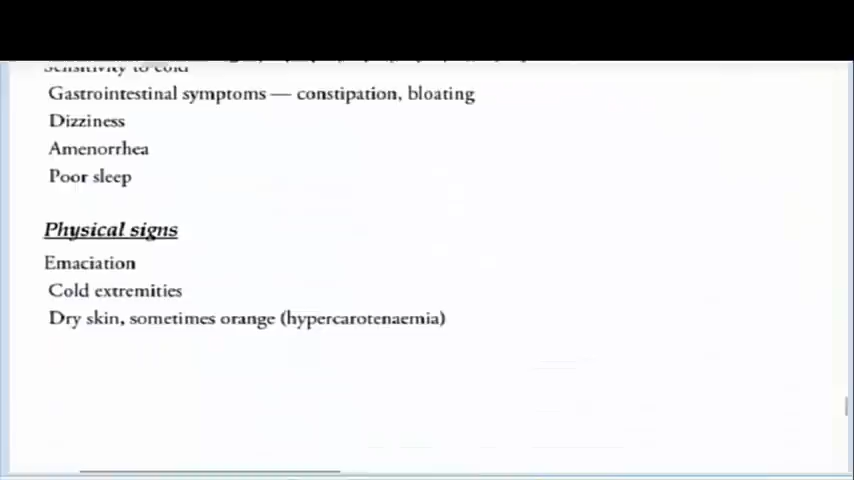 Sensitivity to cold
Gastrointestinal symptoms — constipation, bloating
Dizziness
Amenorrhea
Poor sleep
Physical signs
Emaciation
Cold extremities
Dry skin, sometimes orange (hypercarotenaemia)